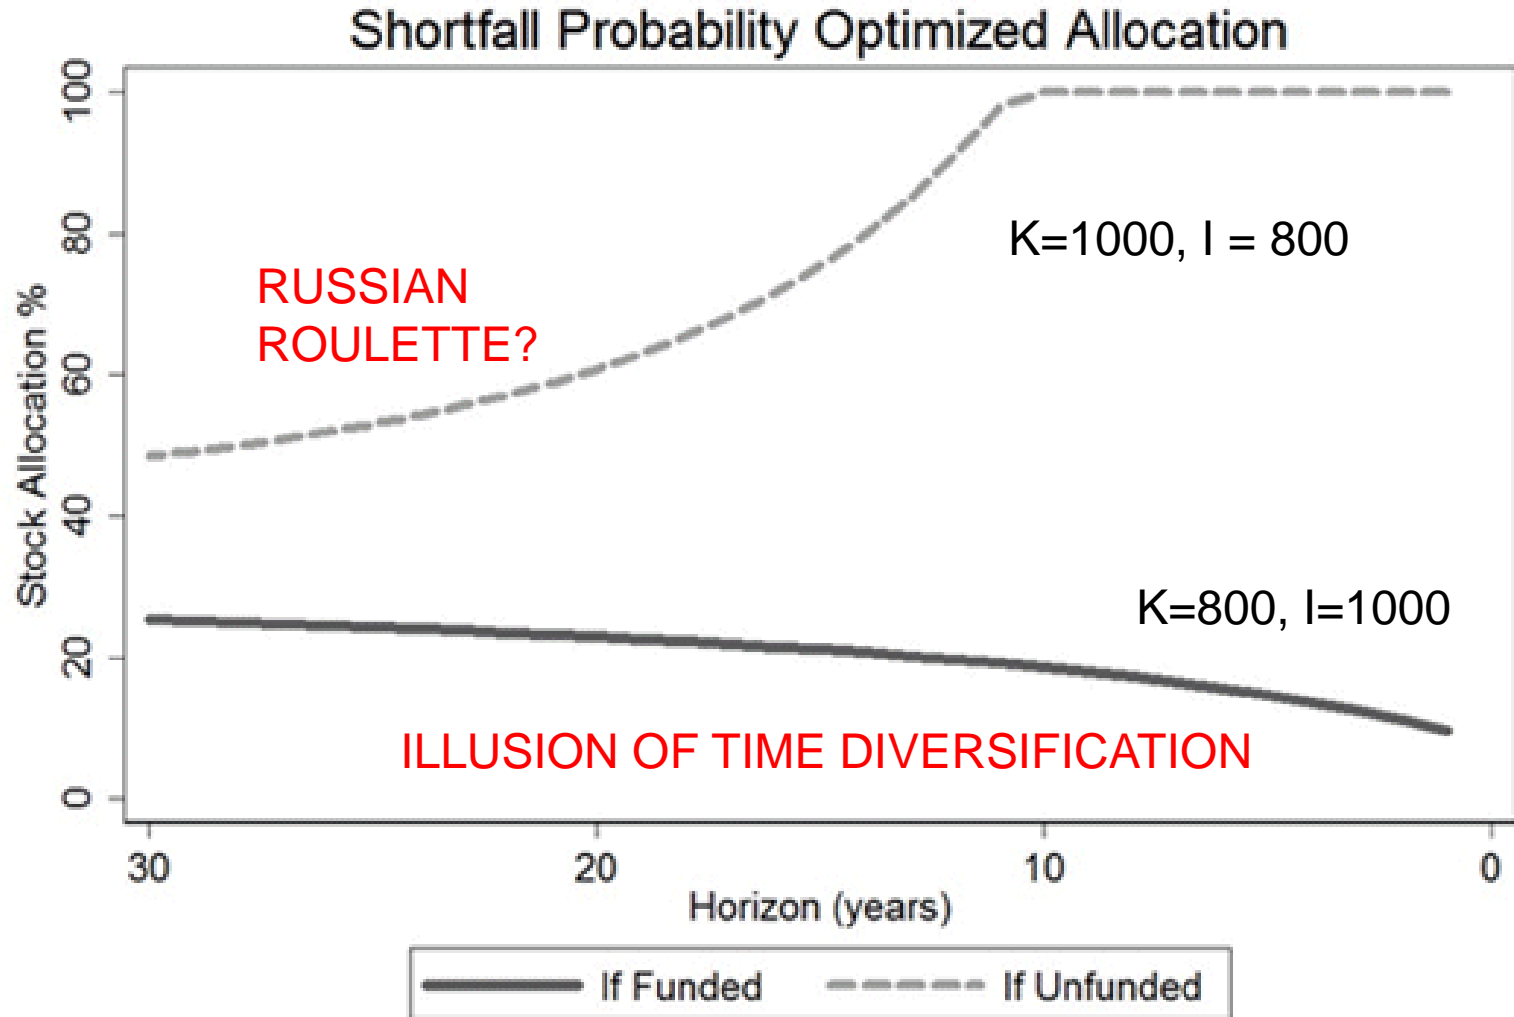 Shortfall Probability Optimized Allocation
Stock Allocation %
100
80
60
40
20
0
K=1000, I = 800
RUSSIAN
ROULETTE?
K=800, I=1000
ILLUSION OF TIME DIVERSIFICATION
30 20 10 0
Horizon (years)
If Funded If Unfunded